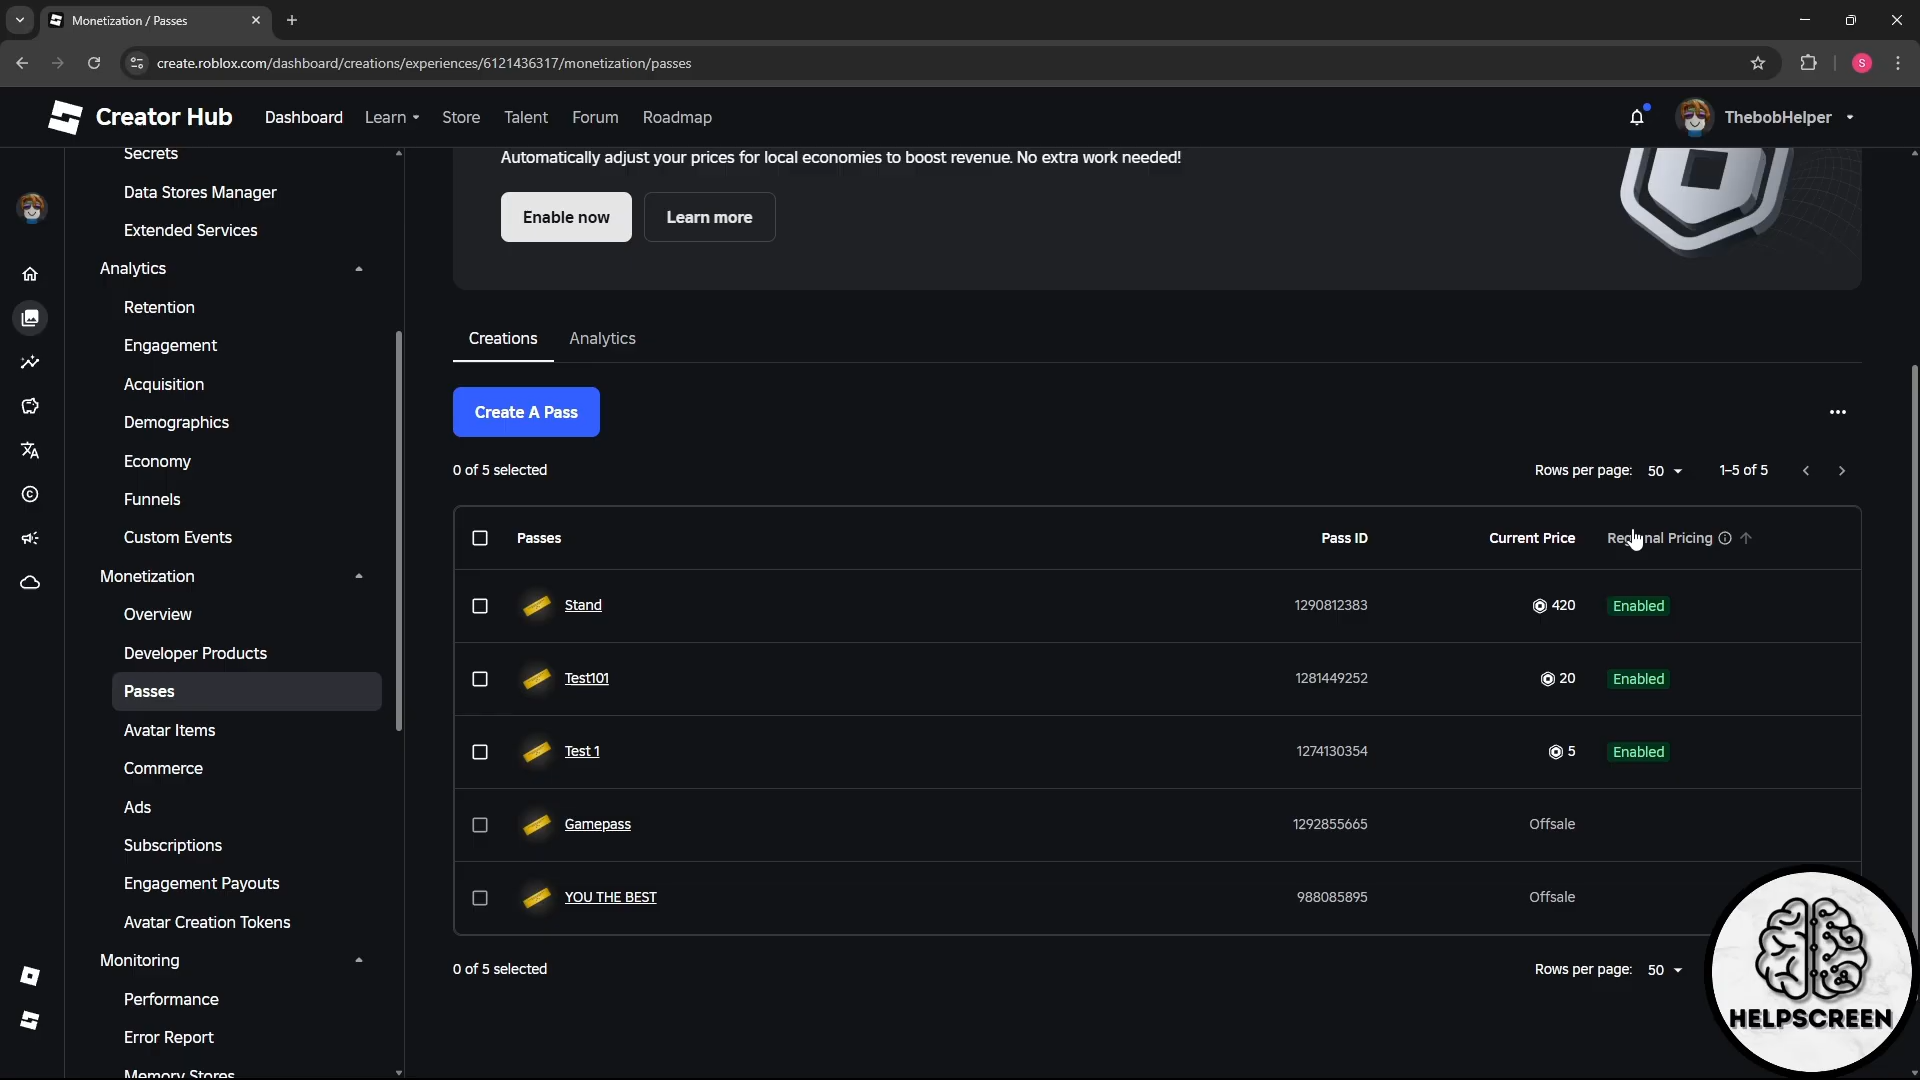 Monetization / Passes
create.roblox.com/dashboard/creations/experiences/6121436317/monetization/passes
S
Creator Hub
Dashboard
Learn
Store
Talent
Forum
Roadmap
ThebobHelper
Secrets
Data Stores Manager
Extended Services
Analytics
Retention
Engagement
Acquisition
Demographics
Economy
Funnels
Custom Events
Monetization
Overview
Developer Products
Passes
Avatar Items
Commerce
Ads
Subscriptions
Engagement Payouts
Avatar Creation Tokens
Monitoring
Performance
Error Report
Memory Stores
Automatically adjust your prices for local economies to boost revenue. No extra work needed!
Enable now
Learn more
Creations
Analytics
Create A Pass
0 of 5 selected
Rows per page: 50
1-5 of 5
Passes
Pass ID
Current Price
Regional Pricing
Stand
1290812383
420
Enabled
Test101
1281449252
20
Enabled
Test 1
1274130354
5
Enabled
Gamepass
1292855665
Offsale
YOU THE BEST
988085895
Offsale
0 of 5 selected
Rows per page: 50
HELPSCREEN